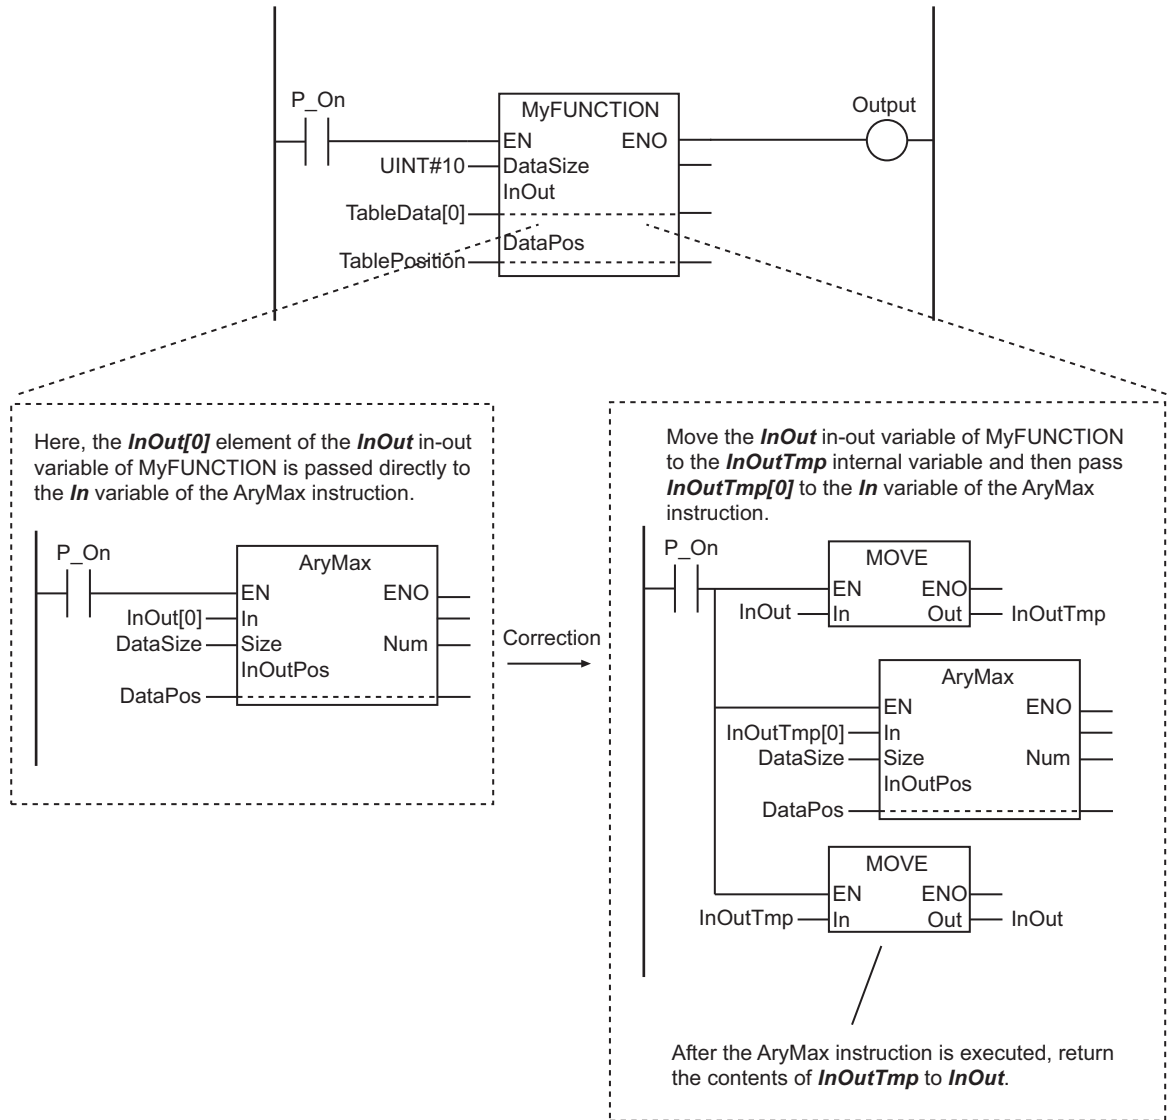 P_On
MyFUNCTION
Output
EN ENO
UINT#10 DataSize
InOut
TableData[0]
DataPos
TablePosition
Here, the InOut[0] element of the InOut in-out
variable of MyFUNCTION is passed directly to
the In variable of the AryMax instruction.
P_On
AryMax
EN ENO
InOut[0] In
DataSize Size Num
InOutPos
DataPos
Correction
Move the InOut in-out variable of MyFUNCTION
to the InOutTmp internal variable and then pass
InOutTmp[0] to the In variable of the AryMax
instruction.
P_On
MOVE
EN ENO
InOut In Out InOutTmp
AryMax
EN ENO
InOutTmp[0] In
DataSize Size Num
InOutPos
DataPos
MOVE
EN ENO
InOutTmp In Out InOut
After the AryMax instruction is executed, return
the contents of InOutTmp to InOut.